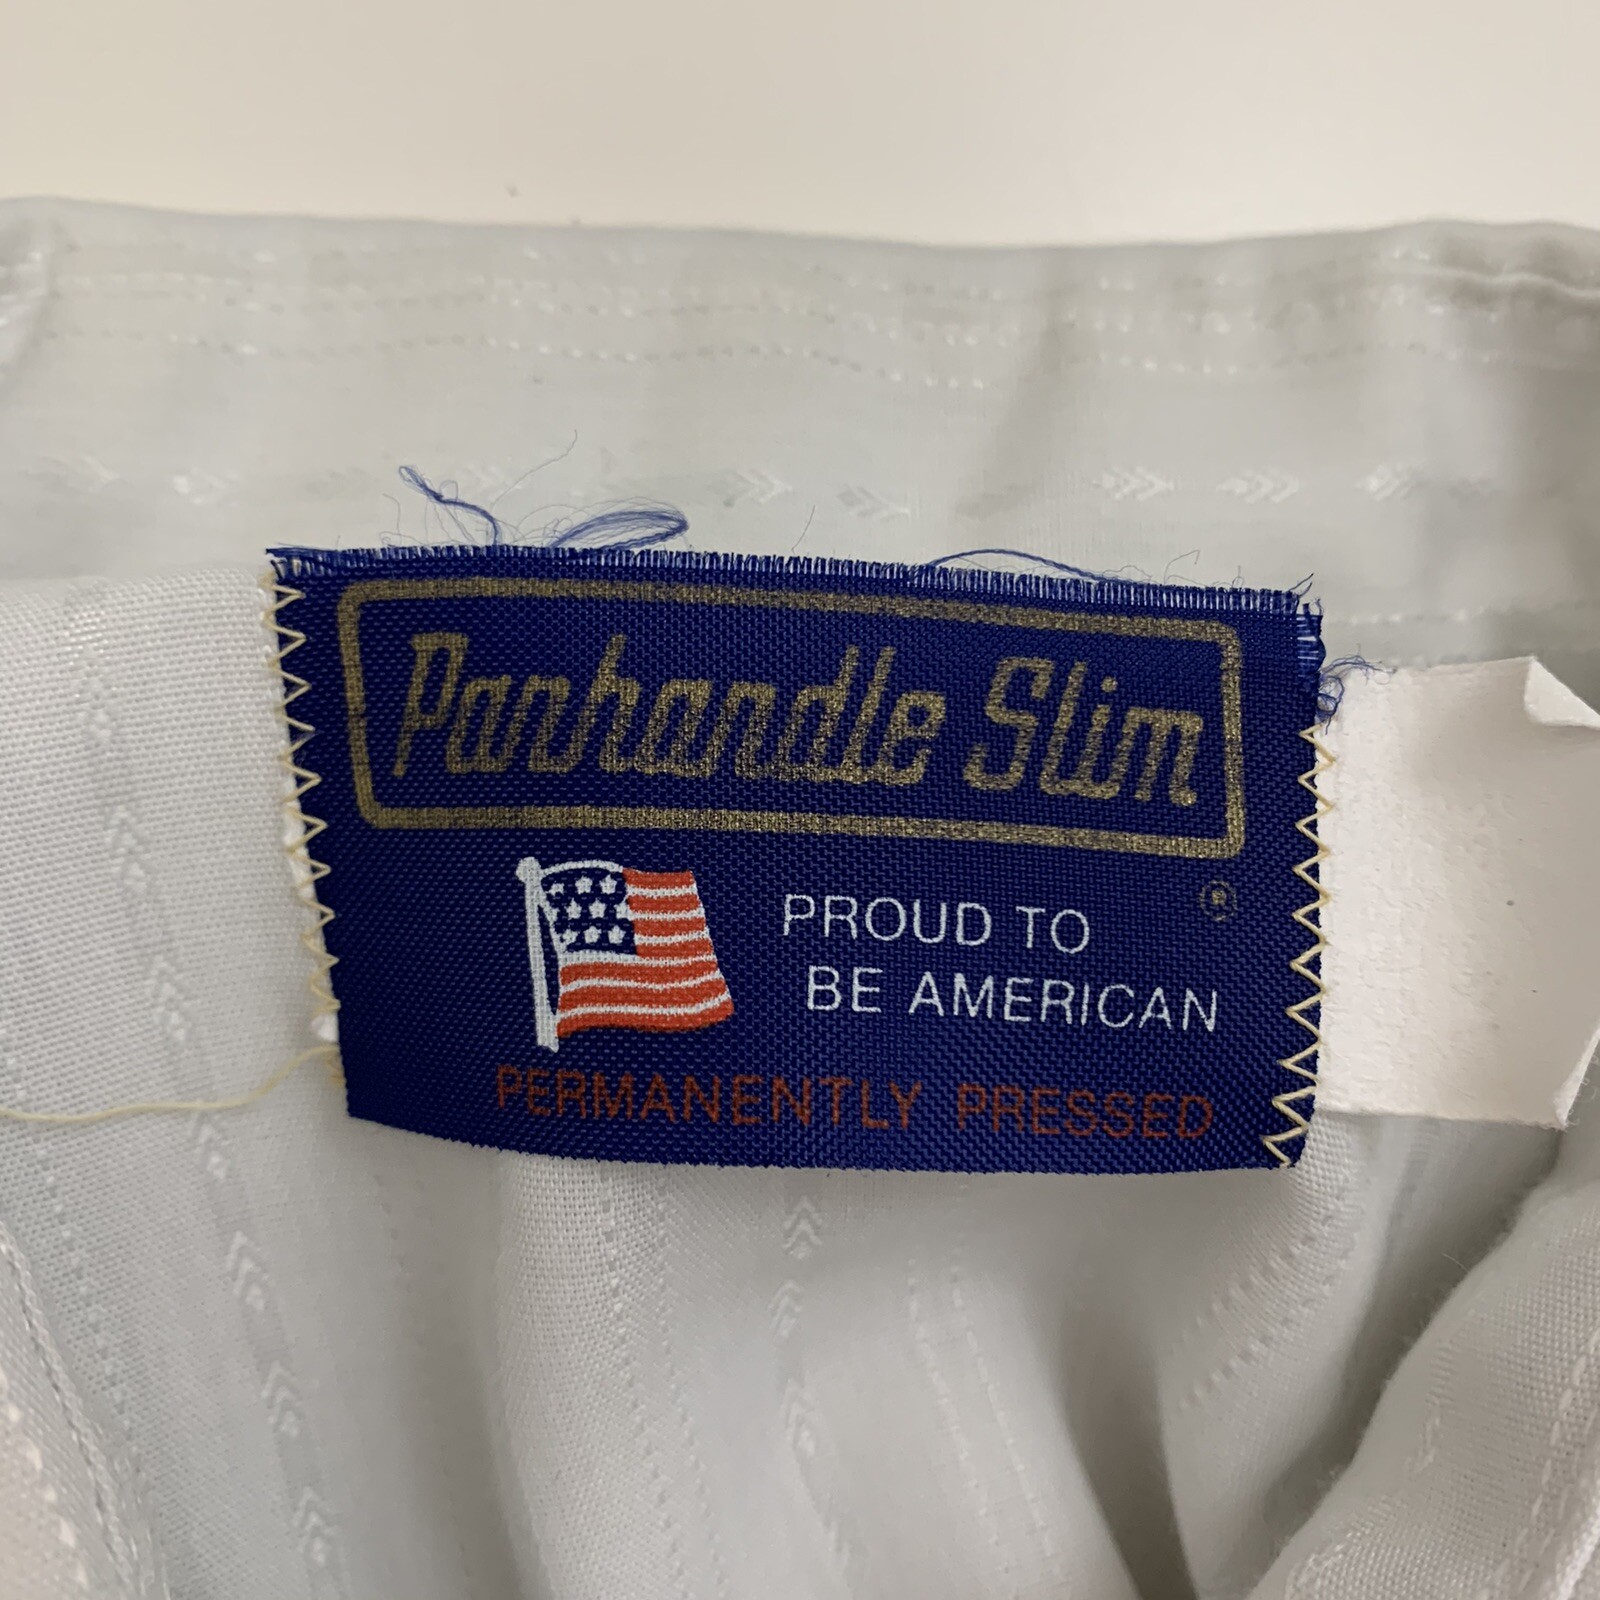 Panhandle Slim
®
PROUD TO
BE AMERICAN
PERMANENTLY PRESSED